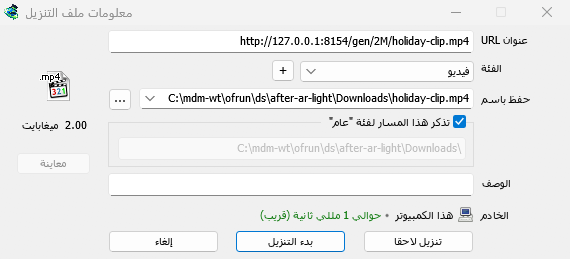 معلومات ملف التنزيل
عنوان URL
http://127.0.0.1:8154/gen/2M/holiday-clip.mp4
الفئة
فيديو
+
حفظ باسم
C:\mdm-wt\ofrun\ds\after-ar-light\Downloads\holiday-clip.mp4
...
تذكر هذا المسار لفئة "عام"
C:\mdm-wt\ofrun\ds\after-ar-light\Downloads\
.mp4
321
2.00 ميغابايت
معاينة
الوصف
الخادم
هذا الكمبيوتر • حوالي 1 مللي ثانية (قريب)
تنزيل لاحقا
بدء التنزيل
إلغاء